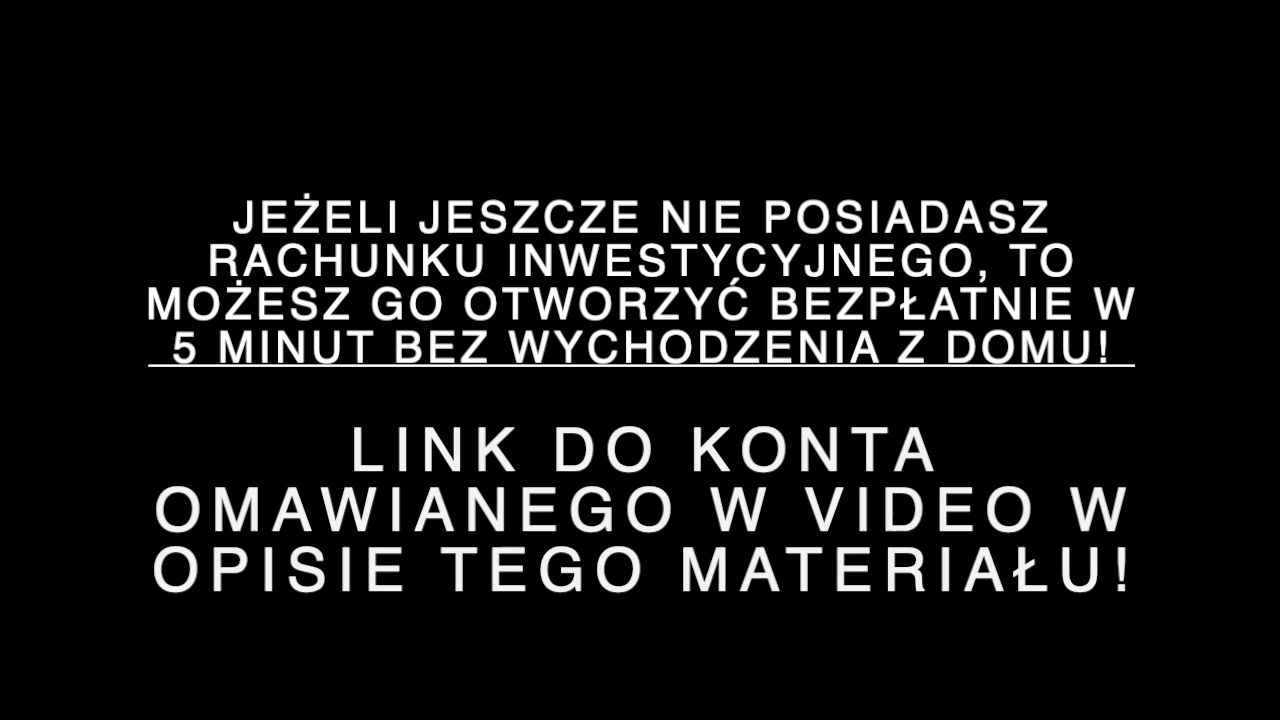 JEŻELI JESZCZE NIE POSIADASZ
RACHUNKU INWESTYCYJNEGO, TO
MOŻESZ GO OTWORZYĆ BEZPŁATNIE W
5 MINUT BEZ WYCHODZENIA Z DOMU!
LINK DO KONTA
OMAWIANEGO W VIDEO W
OPISIE TEGO MATERIAŁU!